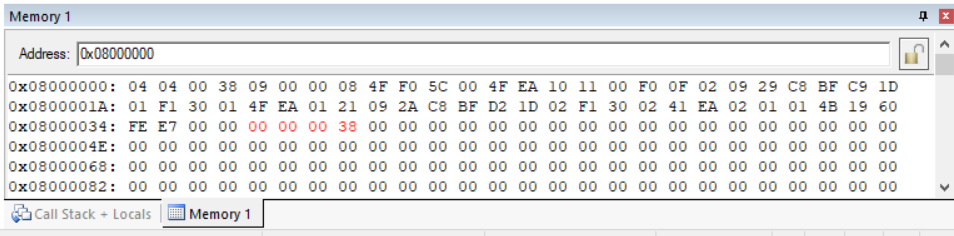 Memory 1
Address: 0x08000000
0x08000000: 04 04 00 38 09 00 00 08 4F F0 5C 00 4F EA 10 11 00 F0 0F 02 09 29 C8 BF C9 1D
0x0800001A: 01 F1 30 01 4F EA 01 21 09 2A C8 BF D2 1D 02 F1 30 02 41 EA 02 01 01 4B 19 60
0x08000034: FE E7 00 00 00 00 00 38 00 00 00 00 00 00 00 00 00 00 00 00 00 00 00 00 00 00
0x0800004E: 00 00 00 00 00 00 00 00 00 00 00 00 00 00 00 00 00 00 00 00 00 00 00 00 00 00
0x08000068: 00 00 00 00 00 00 00 00 00 00 00 00 00 00 00 00 00 00 00 00 00 00 00 00 00 00
0x08000082: 00 00 00 00 00 00 00 00 00 00 00 00 00 00 00 00 00 00 00 00 00 00 00 00 00 00
Call Stack + Locals Memory 1